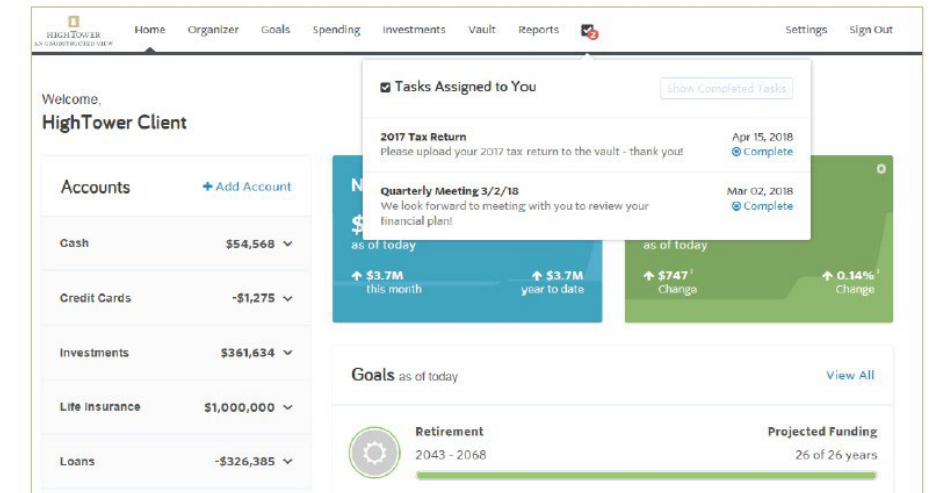 HIGHTOWER
AN UNOBSTRUCTED VIEW
Home Organizer Goals Spending Investments Vault Reports 2 Settings Sign Out
Welcome,
HighTower Client
Tasks Assigned to You Show Completed Tasks
2017 Tax Return Apr 15, 2018
Please upload your 2017 tax return to the vault - thank you! Complete
Quarterly Meeting 3/2/18 Mar 02, 2018
We look forward to meeting with you to review your Complete
financial plan!
Accounts + Add Account
Cash $54,568
Credit Cards -$1,275
Investments $361,634
Life Insurance $1,000,000
Loans -$326,385
N
$
as of today
$3.7M $3.7M
this month year to date
as of today
$747 0.14%
Change Change
Goals as of today View All
Retirement Projected Funding
2043 - 2068 26 of 26 years